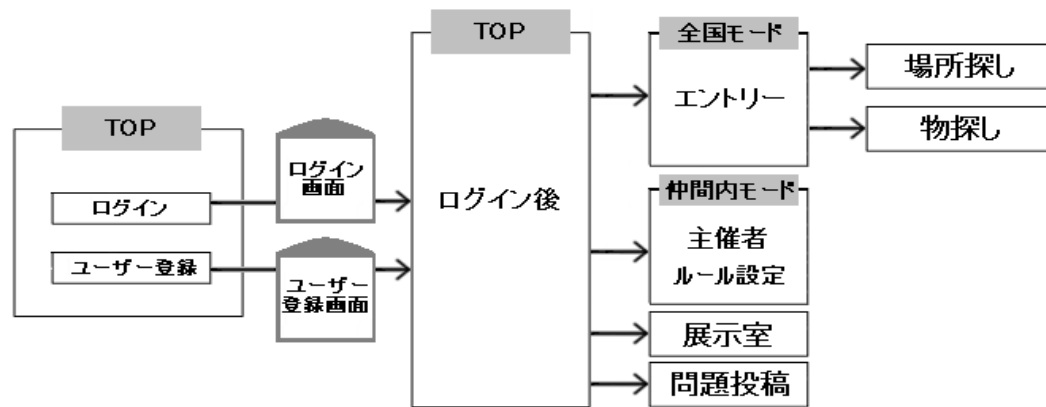 TOP
ログイン
ユーザー登録
ログイン
画面
ユーザー
登録画面
TOP
ログイン後
全国モード
エントリー
場所探し
物探し
仲間内モード
主催者
ルール設定
展示室
問題投稿